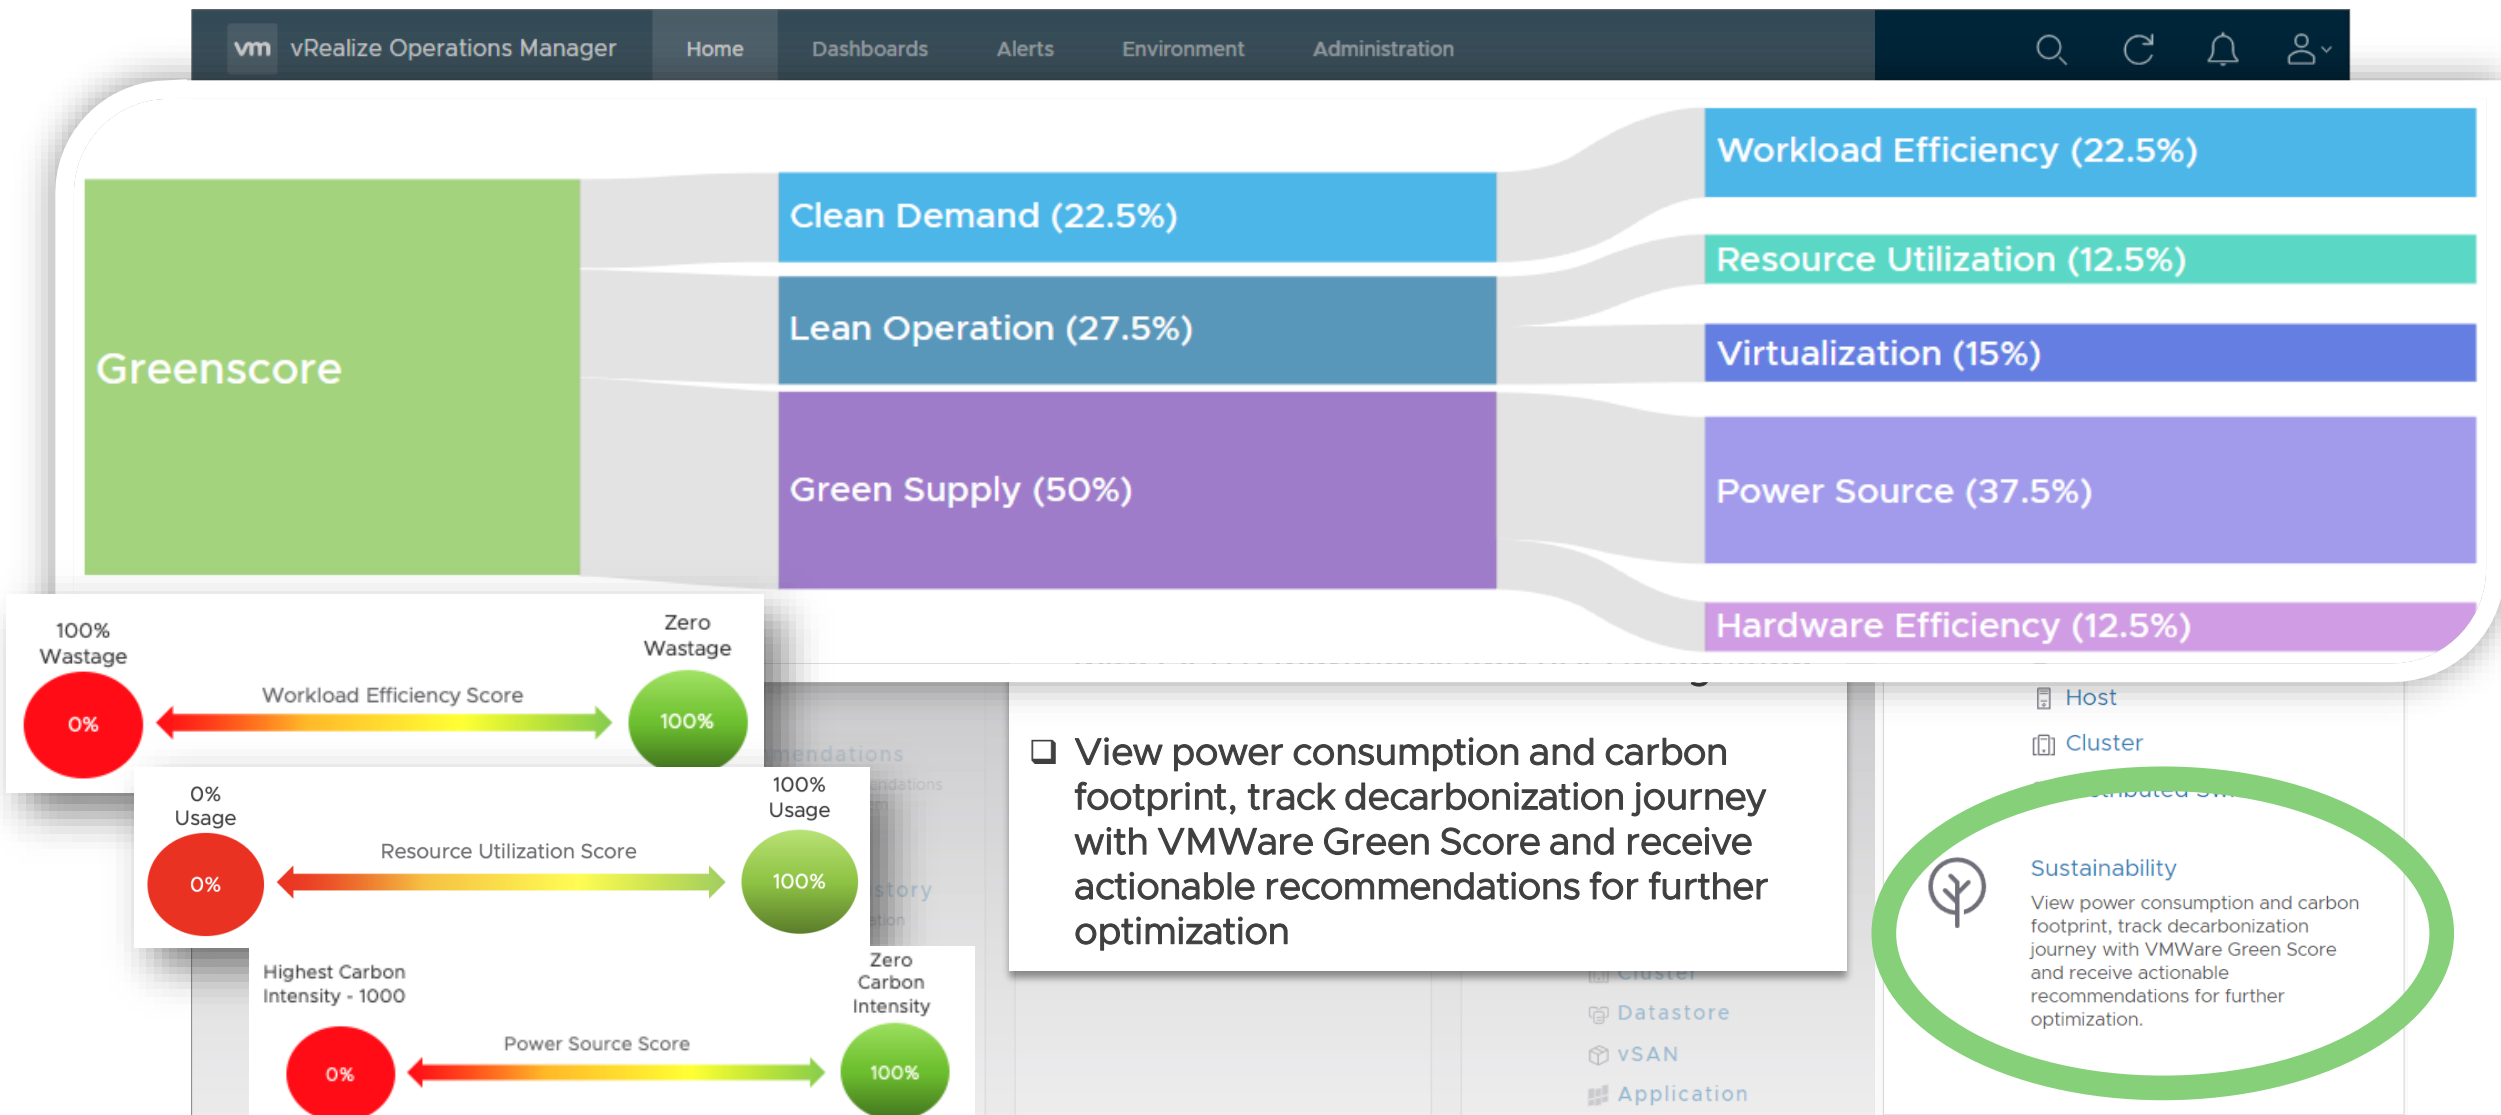 vm vRealize Operations Manager Home Dashboards Alerts Environment Administration
Greenscore
Clean Demand (22.5%)
Lean Operation (27.5%)
Green Supply (50%)
Workload Efficiency (22.5%)
Resource Utilization (12.5%)
Virtualization (15%)
Power Source (37.5%)
Hardware Efficiency (12.5%)
100%
Wastage
Zero
Wastage
Workload Efficiency Score
0%
100%
0%
Usage
100%
Usage
Resource Utilization Score
0%
100%
Highest Carbon
Intensity - 1000
Zero
Carbon
Intensity
Power Source Score
0%
100%
❑ View power consumption and carbon
footprint, track decarbonization journey
with VMWare Green Score and receive
actionable recommendations for further
optimization
Cluster
Datastore
vSAN
Application
Host
Cluster
Sustainability
View power consumption and carbon
footprint, track decarbonization
journey with VMWare Green Score
and receive actionable
recommendations for further
optimization.